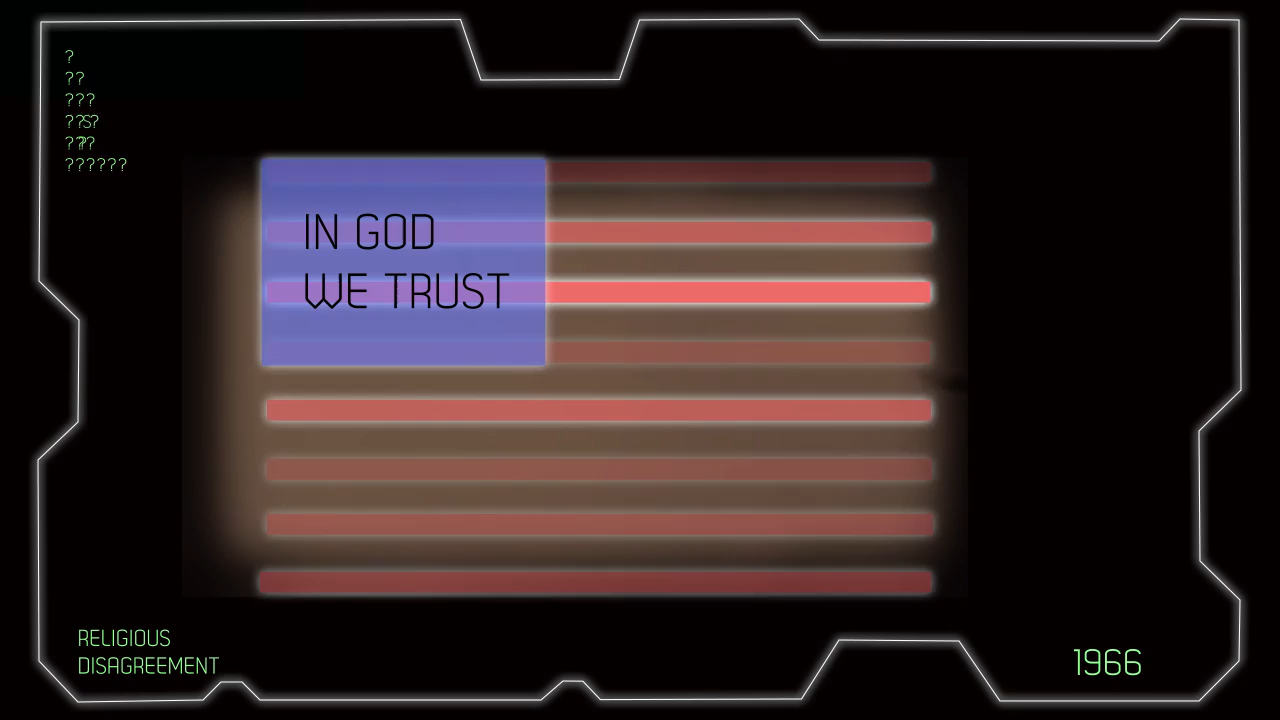 ?
??
???
??S?
????
??????
IN GOD
WE TRUST
RELIGIOUS
DISAGREEMENT
1966